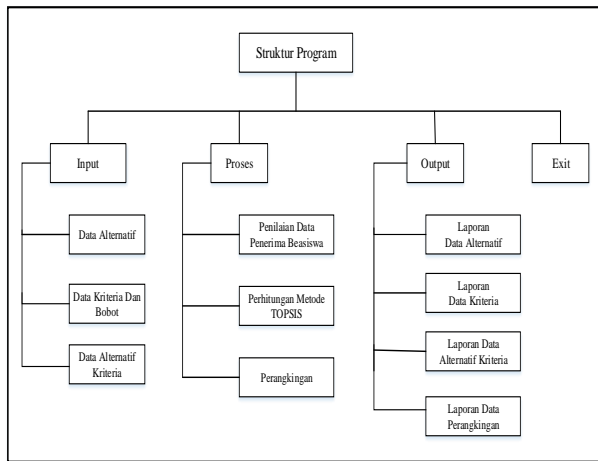 Struktur Program
Input
Proses
Output
Exit
Data Alternatif
Penilaian Data
Penerima Beasiswa
Laporan
Data Alternatif
Data Kriteria Dan
Bobot
Perhitungan Metode
TOPSIS
Laporan
Data Kriteria
Data Alternatif
Kriteria
Perangkingan
Laporan Data
Alternatif Kriteria
Laporan Data
Perangkingan